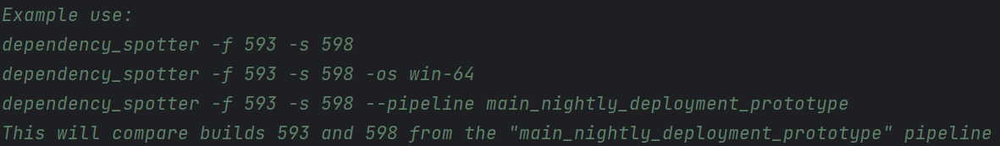 Example use:
dependency_spotter -f 593 -s 598
dependency_spotter -f 593 -s 598 -os win-64
dependency_spotter -f 593 -s 598 --pipeline main_nightly_deployment_prototype
This will compare builds 593 and 598 from the "main_nightly_deployment_prototype" pipeline